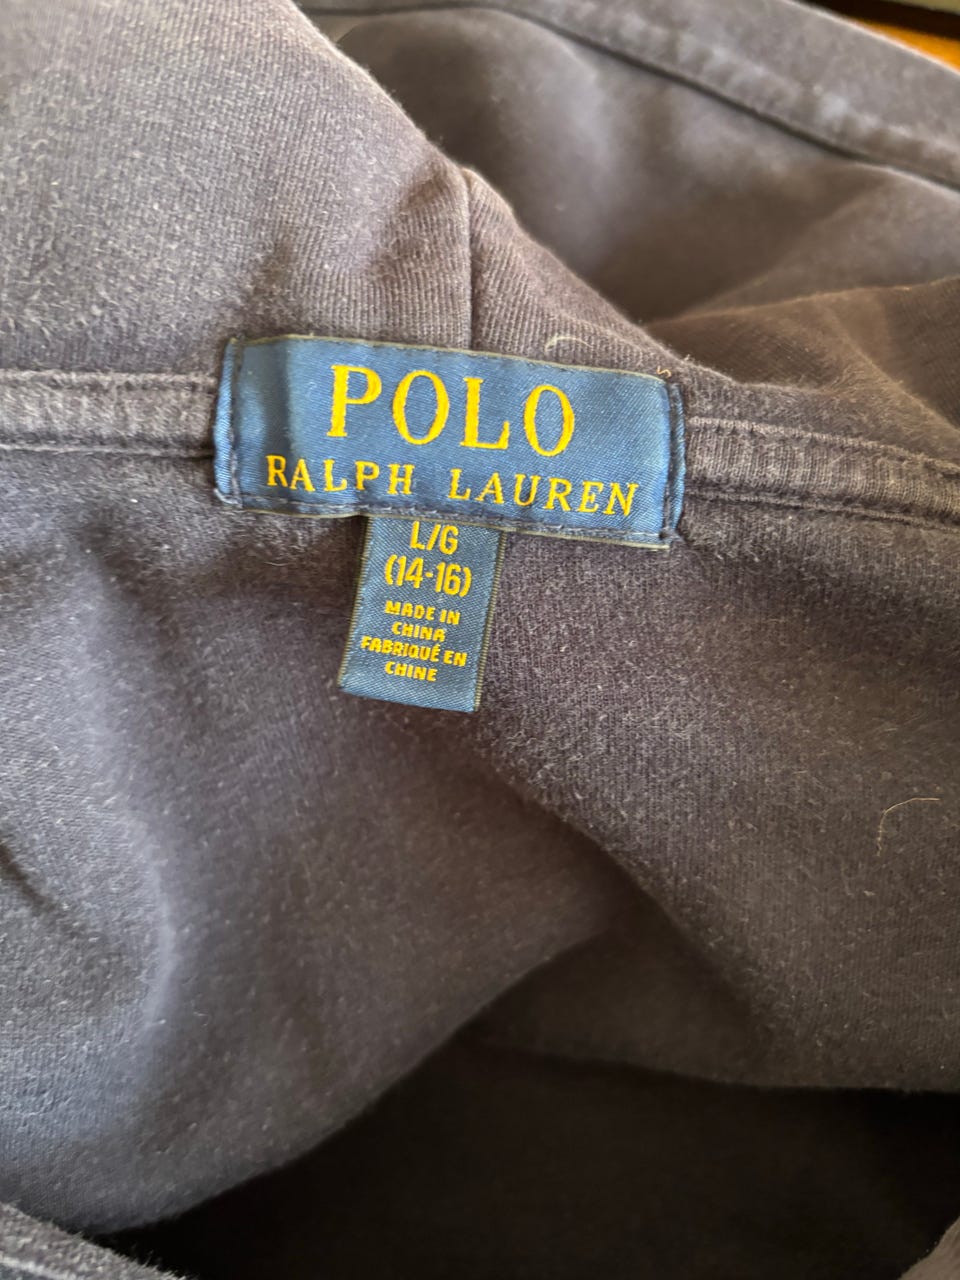 POLO
RALPH LAUREN
L/G
(14-16)
MADE IN
CHINA
FABRIQUÉ EN
CHINE